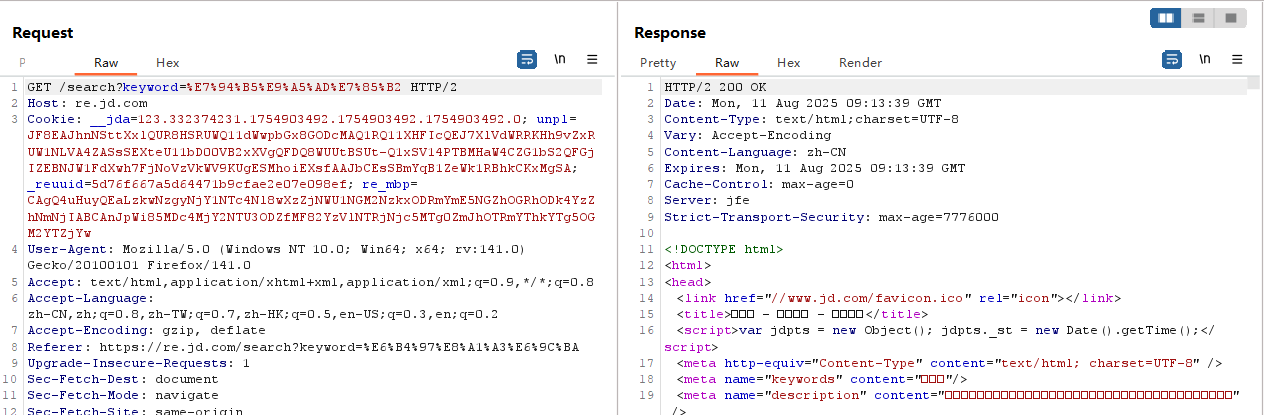 Request
Response
P Raw Hex \n
Pretty Raw Hex Render \n
1 GET /search?keyword=%E7%94%B5%E9%A5%AD%E7%85%B2 HTTP/2
2 Host: re.jd.com
3 Cookie: __jda=123.332374231.1754903492.1754903492.1754903492.0; unpl=
JF8EAJhnNSttXx1QUR8HSRUWQ11dWwpbGx8GODcMAQ1RQ11XHFIcQEJ7X1VdWRRKHh9vZxR
UW1NLVA4ZASsSEXteU11bD00VB2xXVgQFDQ8WUUtBSUt-Q1xSV14PTBMHaW4CZG1bS2QFGj
IZEBNJW1FdXwh7FjNoVzVkWV9KUgESMhoiEXsfAAJbCEsSBmYqB1ZeWk1RBhkCKxMgSA;
_reuuid=5d76f667a5d64471b9cfae2e07e098ef; re_mbp=
CAgQ4uHuyQEaLzkwNzgyNjY1NTc4Nl8wXzZjNWU1NGM2NzkxODRmYmE5NGZhOGRhODk4YzZ
hNmNjIABCAnJpWi85MDc4MjY2NTU3ODZfMF82YzVlNTRjNjc5MTg0ZmJhOTRmYThkYTg5OG
M2YTZjYw
4 User-Agent: Mozilla/5.0 (Windows NT 10.0; Win64; x64; rv:141.0)
Gecko/20100101 Firefox/141.0
5 Accept: text/html,application/xhtml+xml,application/xml;q=0.9,*/*;q=0.8
6 Accept-Language:
zh-CN,zh;q=0.8,zh-TW;q=0.7,zh-HK;q=0.5,en-US;q=0.3,en;q=0.2
7 Accept-Encoding: gzip, deflate
8 Referer: https://re.jd.com/search?keyword=%E6%B4%97%E8%A1%A3%E6%9C%BA
9 Upgrade-Insecure-Requests: 1
10 Sec-Fetch-Dest: document
11 Sec-Fetch-Mode: navigate
12 Sec-Fetch-Site: same-origin
1 HTTP/2 200 OK
2 Date: Mon, 11 Aug 2025 09:13:39 GMT
3 Content-Type: text/html;charset=UTF-8
4 Vary: Accept-Encoding
5 Content-Language: zh-CN
6 Expires: Mon, 11 Aug 2025 09:13:39 GMT
7 Cache-Control: max-age=0
8 Server: jfe
9 Strict-Transport-Security: max-age=7776000
10
11 <!DOCTYPE html>
12 <html>
13 <head>
14 <link href="//www.jd.com/favicon.ico" rel="icon"></link>
15 <title>□□□ - □□□□ - □□□□</title>
16 <script>var jdpts = new Object(); jdpts._st = new Date().getTime();</
script>
17 <meta http-equiv="Content-Type" content="text/html; charset=UTF-8" />
18 <meta name="keywords" content="□□□"/>
19 <meta name="description" content="□□□□□□□□□□□□□□□□□□□□□□□□□□□□□□□□□□□"
/>